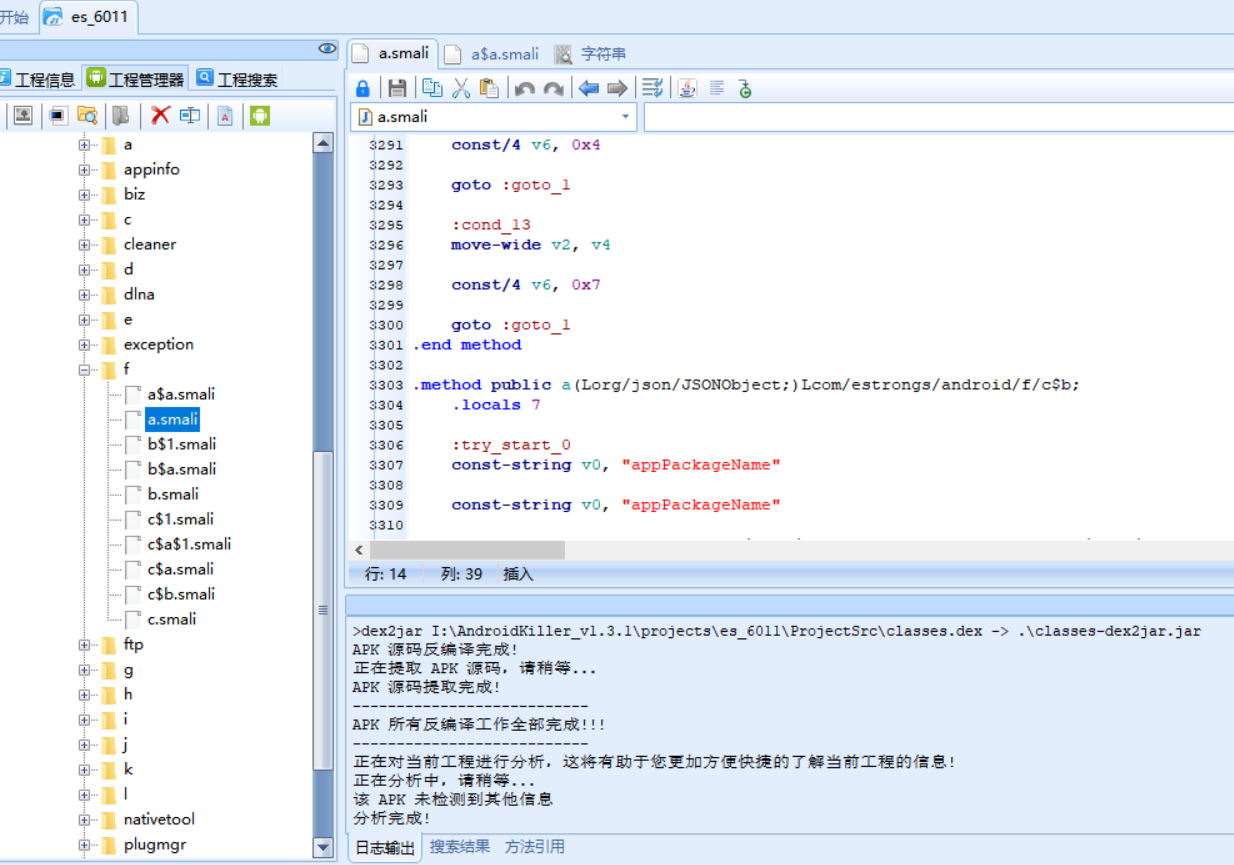 开始
es_6011
工程信息 工程管理器 工程搜索
a
appinfo
biz
c
cleaner
d
dlna
e
exception
f
a$a.smali
a.smali
b$1.smali
b$a.smali
b.smali
c$1.smali
c$a$1.smali
c$a.smali
c$b.smali
c.smali
ftp
g
h
i
j
k
l
nativetool
plugmgr
a.smali a$a.smali 字符串
a.smali
3291 const/4 v6, 0x4
3292
3293 goto :goto_1
3294
3295 :cond_13
3296 move-wide v2, v4
3297
3298 const/4 v6, 0x7
3299
3300 goto :goto_1
3301 .end method
3302
3303 .method public a(Lorg/json/JSONObject;)Lcom/estrongs/android/f/c$b;
3304 .locals 7
3305
3306 :try_start_0
3307 const-string v0, "appPackageName"
3308
3309 const-string v0, "appPackageName"
3310
行: 14 列: 39 插入
>dex2jar I:\AndroidKiller_v1.3.1\projects\es_6011\ProjectSrc\classes.dex -> .\classes-dex2jar.jar
APK 源码反编译完成!
正在提取 APK 源码，请稍等...
APK 源码提取完成!
---------------------------
APK 所有反编译工作全部完成!!!
---------------------------
正在对当前工程进行分析，这将有助于您更加方便快捷的了解当前工程的信息!
正在分析中，请稍等...
该 APK 未检测到其他信息
分析完成!
日志输出 搜索结果 方法引用